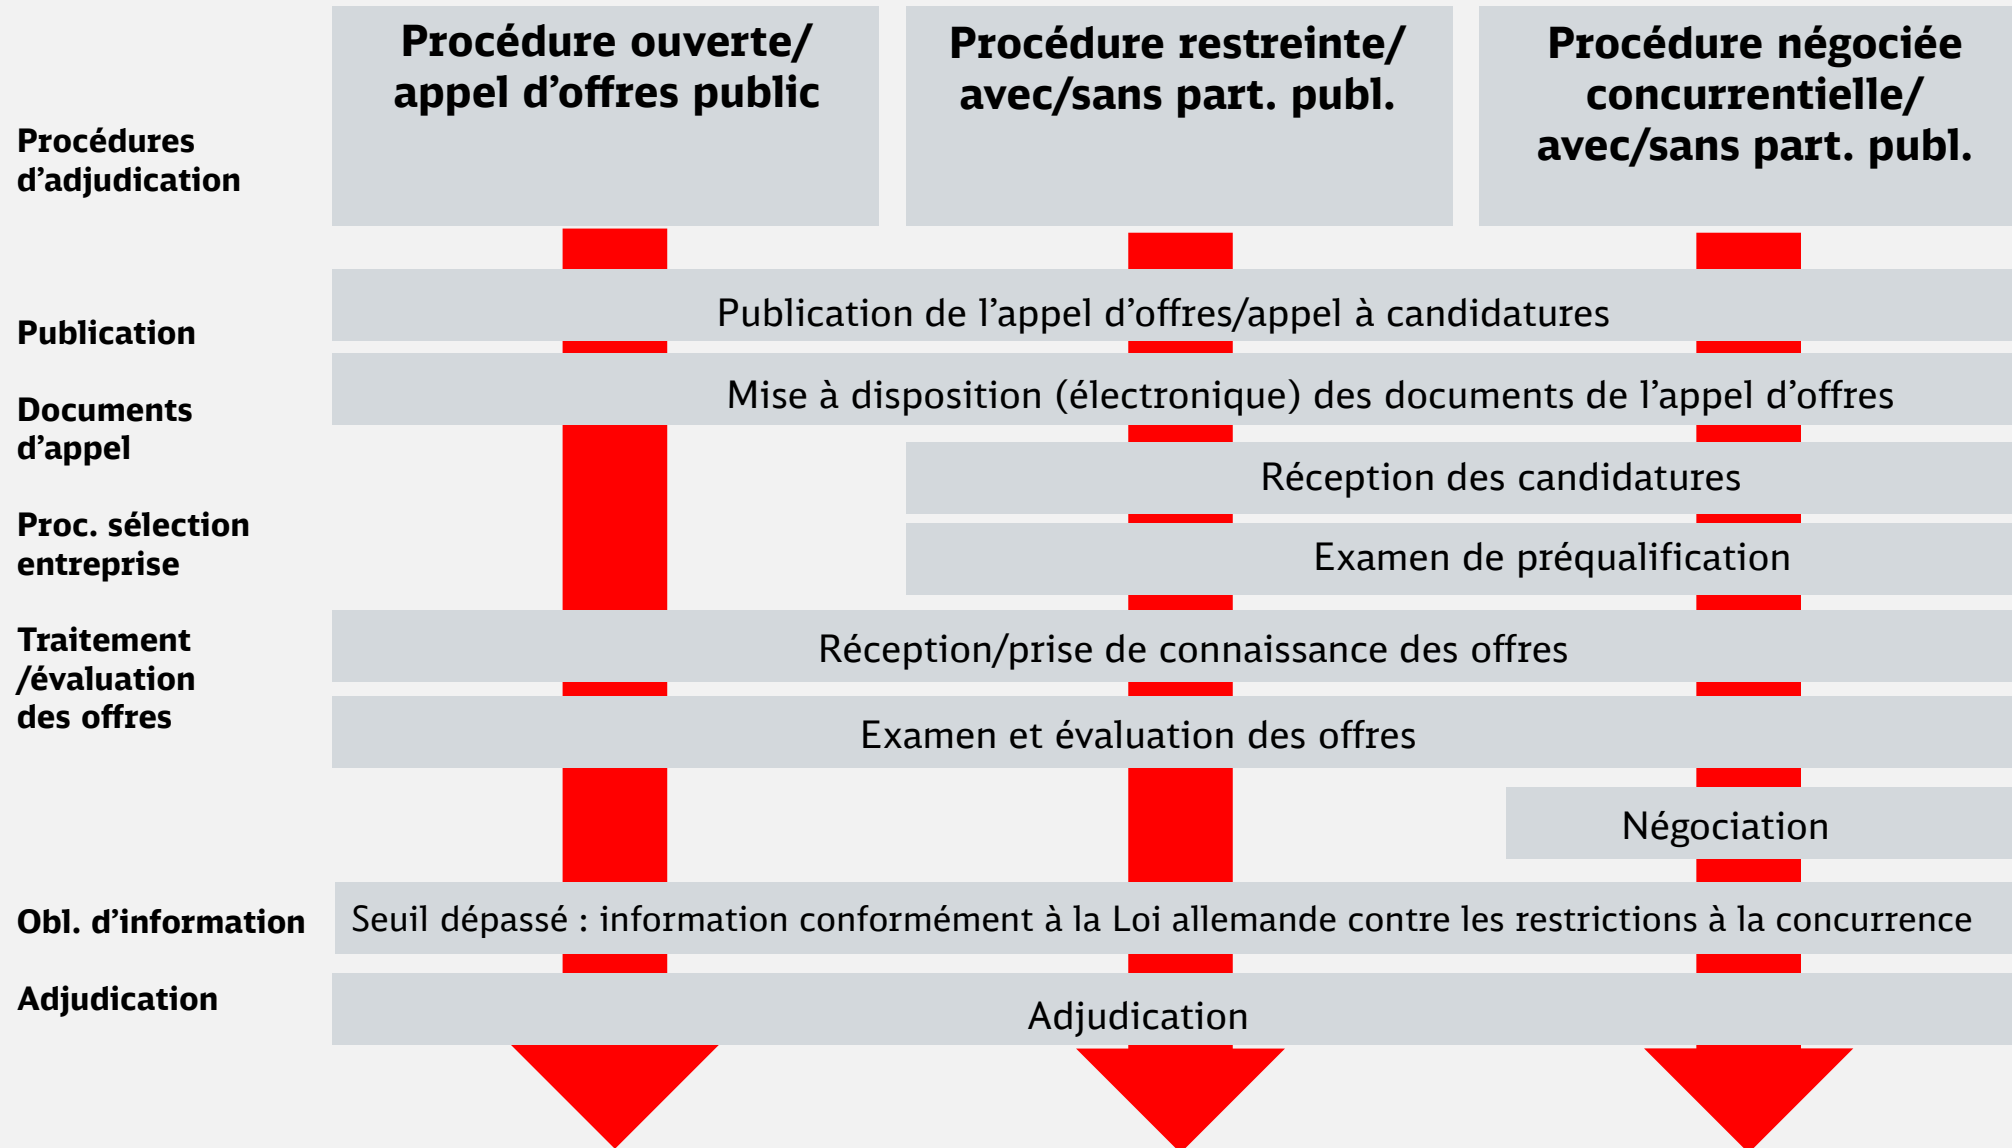 Procédure ouverte/
appel d’offres public
Procédure restreinte/
avec/sans part. publ.
Procédure négociée
concurrentielle/
avec/sans part. publ.
Procédures
d’adjudication
Publication
Publication de l’appel d’offres/appel à candidatures
Documents
d’appel
Mise à disposition (électronique) des documents de l’appel d’offres
Réception des candidatures
Proc. sélection
entreprise
Examen de préqualification
Traitement
/évaluation
des offres
Réception/prise de connaissance des offres
Examen et évaluation des offres
Négociation
Obl. d’information
Seuil dépassé : information conformément à la Loi allemande contre les restrictions à la concurrence
Adjudication
Adjudication